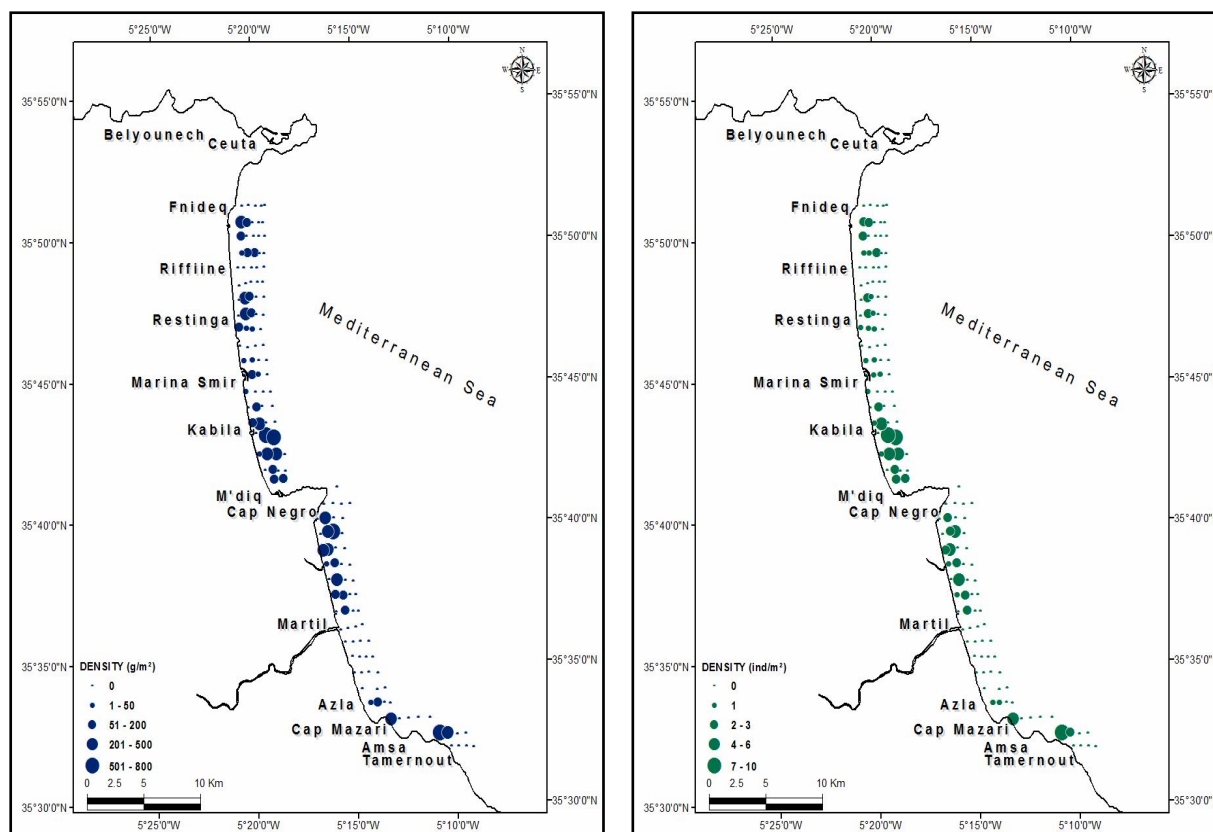 5°25'0"W 5°20'0"W 5°15'0"W 5°10'0"W
N
W E
S
35°55'0"N
35°55'0"N
Belyounech
Ceuta
Fnideq
35°50'0"N
35°50'0"N
Riffiine
Restinga
Mediterranean Sea
35°45'0"N
35°45'0"N
Marina Smir
Kabila
M'diq
Cap Negro
35°40'0"N
35°40'0"N
Martil
35°35'0"N
35°35'0"N
DENSITY (g/m²)
0
1 - 50
51 - 200
201 - 500
501 - 800
Azla
Cap Mazari
Amsa
Tamernout
0 2.5 5 10 Km
35°30'0"N
35°30'0"N
5°25'0"W 5°20'0"W 5°15'0"W 5°10'0"W
5°25'0"W 5°20'0"W 5°15'0"W 5°10'0"W
N
W E
S
35°55'0"N
35°55'0"N
Belyounech
Ceuta
Fnideq
35°50'0"N
35°50'0"N
Riffiine
Restinga
Mediterranean Sea
35°45'0"N
35°45'0"N
Marina Smir
Kabila
M'diq
Cap Negro
35°40'0"N
35°40'0"N
Martil
35°35'0"N
35°35'0"N
DENSITY (ind/m²)
0
1
2 - 3
4 - 6
7 - 10
Azla
Cap Mazari
Amsa
Tamernout
0 2.5 5 10 Km
35°30'0"N
35°30'0"N
5°25'0"W 5°20'0"W 5°15'0"W 5°10'0"W